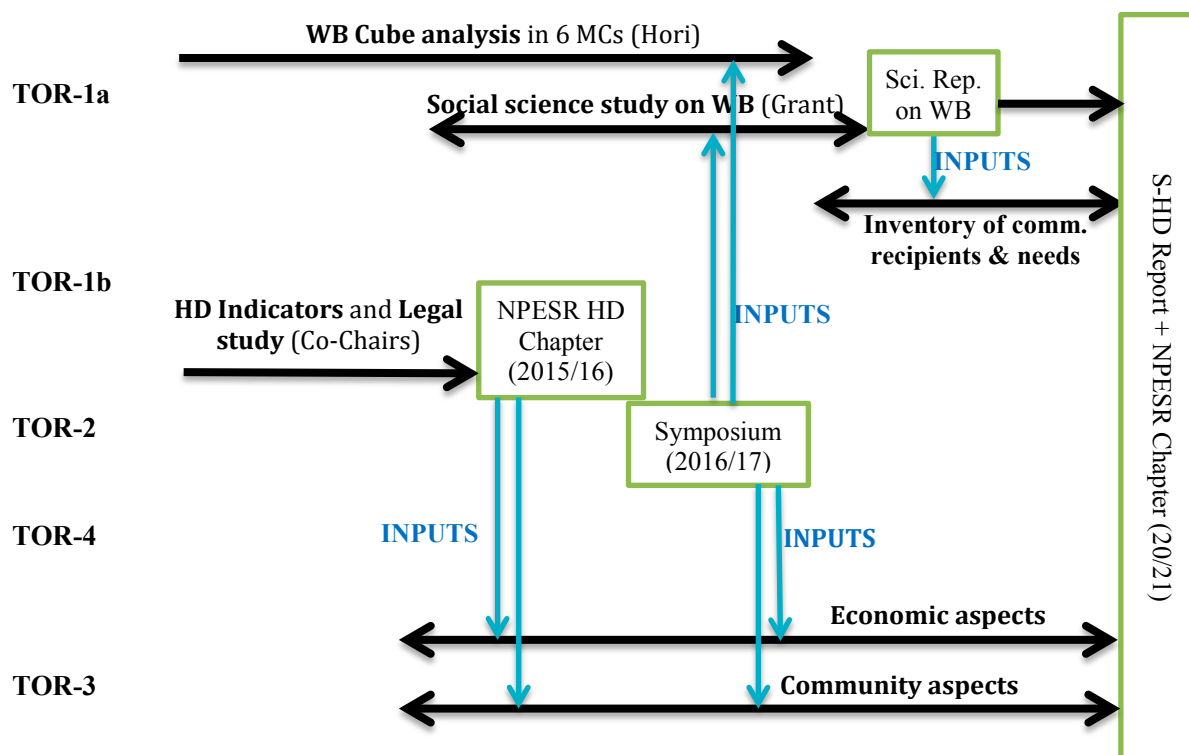 WB Cube analysis in 6 MCs (Hori)
TOR-1a
Social science study on WB (Grant)
Sci. Rep.
on WB
INPUTS
Inventory of comm.
recipients & needs
TOR-1b
HD Indicators and Legal
study (Co-Chairs)
NPESR HD
Chapter
(2015/16)
INPUTS
TOR-2
Symposium
(2016/17)
TOR-4
INPUTS
INPUTS
Economic aspects
TOR-3
Community aspects
S-HD Report + NPESR Chapter (20/21)